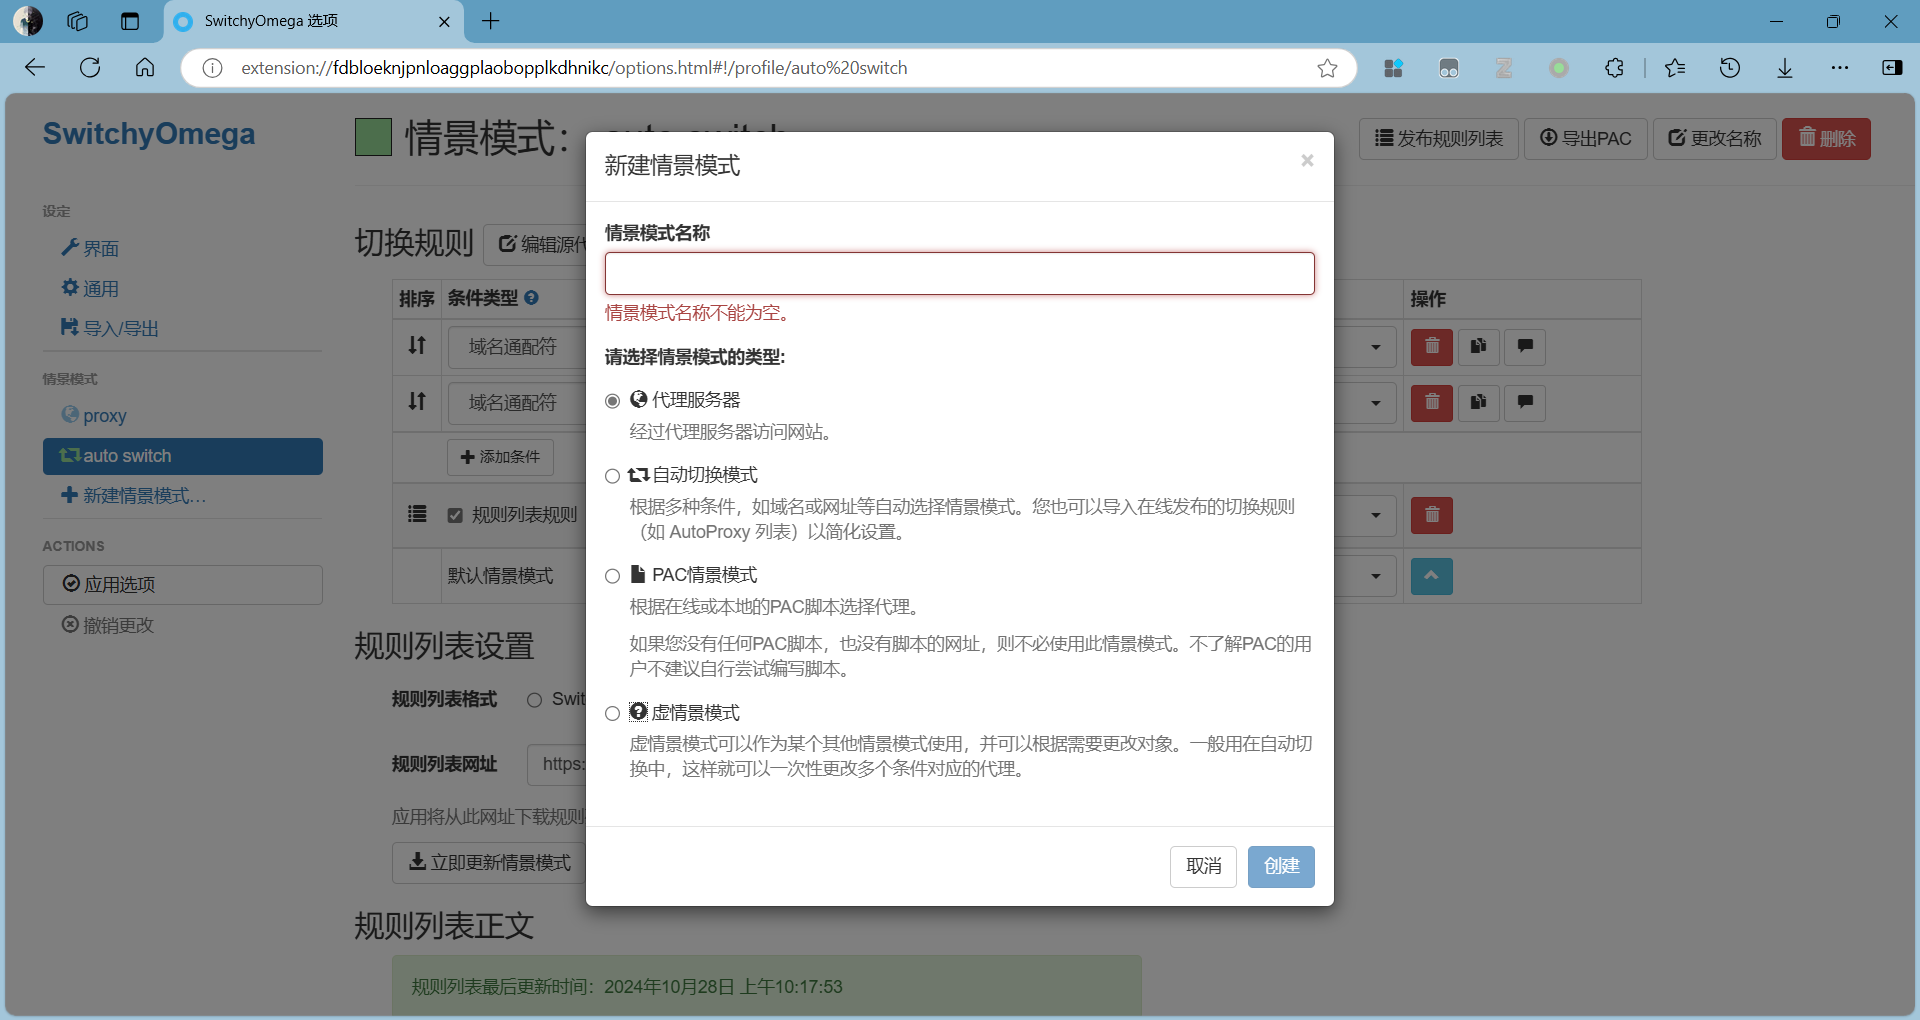 SwitchyOmega 选项
extension://fdbloeknjpnloaggplaobopplkdhnikc/options.html#!/profile/auto%20switch
SwitchyOmega
设定
界面
通用
导入/导出
情景模式
proxy
auto switch
新建情景模式...
ACTIONS
应用选项
撤销更改
情景模式： auto switch
发布规则列表 导出PAC 更改名称 删除
切换规则 编辑源代
排序 条件类型 操作
域名通配符
域名通配符
添加条件
规则列表规则
默认情景模式
规则列表设置
规则列表格式 Swit
规则列表网址 https:
应用将从此网址下载规则
立即更新情景模式
规则列表正文
规则列表最后更新时间：2024年10月28日 上午10:17:53
新建情景模式
×
情景模式名称
情景模式名称不能为空。
请选择情景模式的类型:
代理服务器
经过代理服务器访问网站。
自动切换模式
根据多种条件，如域名或网址等自动选择情景模式。您也可以导入在线发布的切换规则
（如 AutoProxy 列表）以简化设置。
PAC情景模式
根据在线或本地的PAC脚本选择代理。
如果您没有任何PAC脚本，也没有脚本的网址，则不必使用此情景模式。不了解PAC的用
户不建议自行尝试编写脚本。
虚情景模式
虚情景模式可以作为某个其他情景模式使用，并可以根据需要更改对象。一般用在自动切
换中，这样就可以一次性更改多个条件对应的代理。
取消 创建